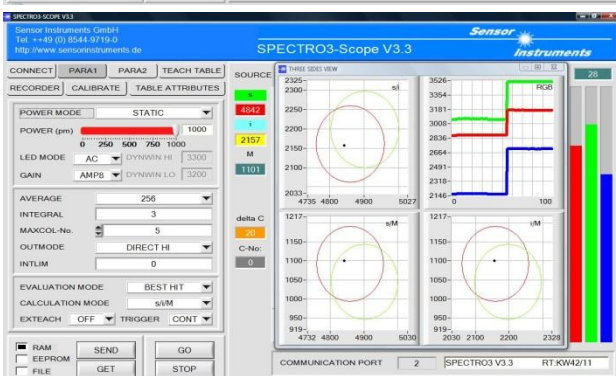 SPECTRO3-SCOPE V3.3
Sensor Instruments GmbH
Tel. ++49 (0) 8544-9719-0
http://www.sensorinstruments.de
SPECTRO3-Scope V3.3
Sensor
Instruments
CONNECT PARA1 PARA2 TEACH TABLE
RECORDER CALIBRATE TABLE ATTRIBUTES
POWER MODE STATIC
POWER (pm) 1000
0 250 500 750 1000
LED MODE AC DYNWIN HI 3300
GAIN AMP8 DYNWIN LO 3200
AVERAGE 256
INTEGRAL 3
MAXCOL-No. 5
OUTMODE DIRECT HI
INTLIM 0
EVALUATION MODE BEST HIT
CALCULATION MODE s/i/M
EXTEACH OFF TRIGGER CONT
RAM
EEPROM
FILE
SEND GO
GET STOP
SOURCE
s
4842
i
2157
M
1101
delta C
20
C-No:
0
THREE SIDES VIEW
2325
2300
2250
2200
2150
2100
2033
4735 4800 4900 5027
s/i
3526
3354
3181
3008
2836
2664
2491
2318
2146
0 100
RGB
1217
1150
1100
1050
1000
950
919
4732 4800 4900 5030
s/M
1217
1150
1100
1050
1000
950
919
2030 2100 2200 2328
i/M
28
COMMUNICATION PORT 2 SPECTRO3 V3.3 RT:KW42/11